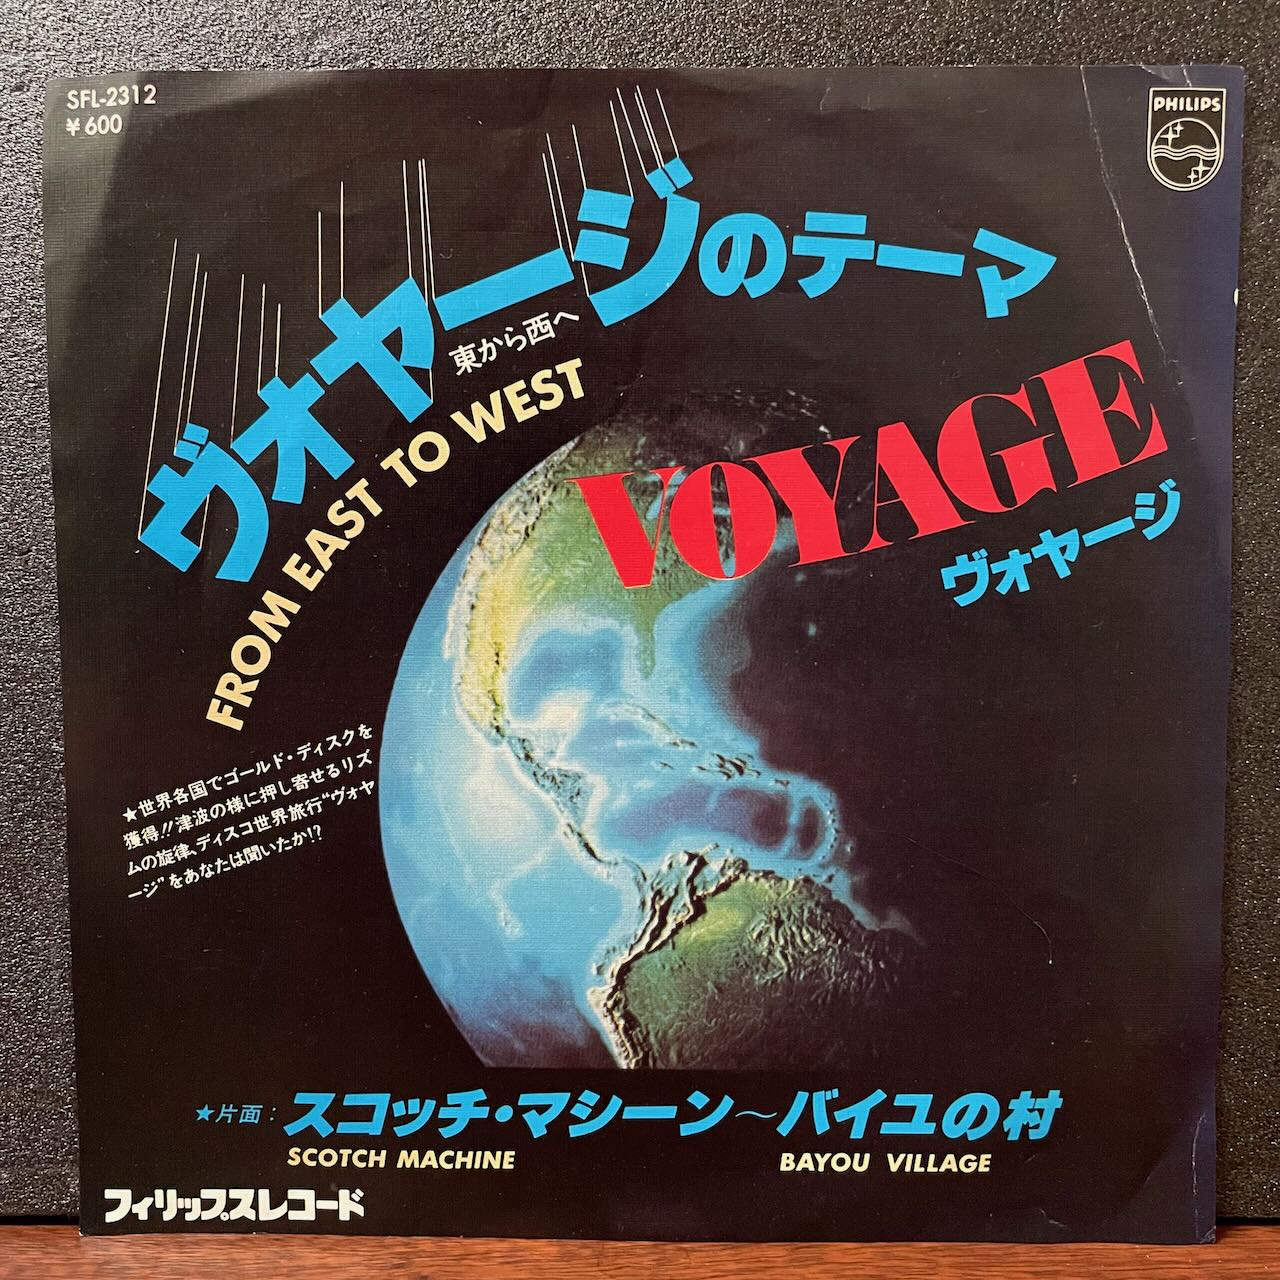 SFL-2312
¥600
PHILIPS
ヴォヤージのテーマ
東から西へ
FROM EAST TO WEST
VOYAGE
ヴォヤージ
★世界各国でゴールド・ディスクを
獲得!!津波の様に押し寄せるリズ
ムの旋律、ディスコ世界旅行“ヴォヤ
ージ”をあなたは聞いたか!?
★片面：スコッチ・マシーン〜バイユの村
SCOTCH MACHINE BAYOU VILLAGE
フィリップスレコード